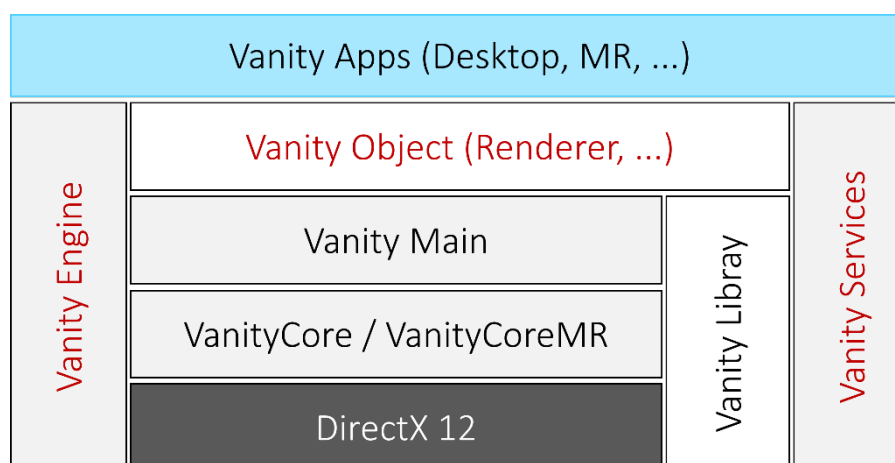 Vanity Apps (Desktop, MR, ...)
Vanity Engine
Vanity Object (Renderer, ...)
Vanity Main
VanityCore / VanityCoreMR
DirectX 12
Vanity Libray
Vanity Services